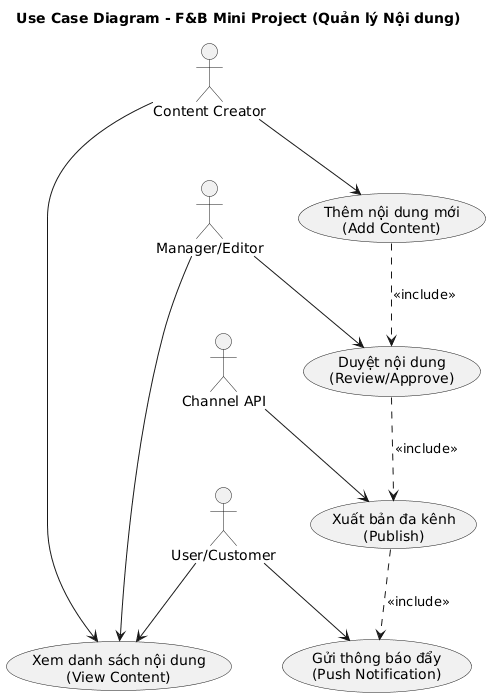 Use Case Diagram - F&B Mini Project (Quản lý Nội dung)
Content Creator
Thêm nội dung mới
(Add Content)
Manager/Editor
«include»
Duyệt nội dung
(Review/Approve)
Channel API
«include»
Xuất bản đa kênh
(Publish)
User/Customer
«include»
Xem danh sách nội dung
(View Content)
Gửi thông báo đẩy
(Push Notification)